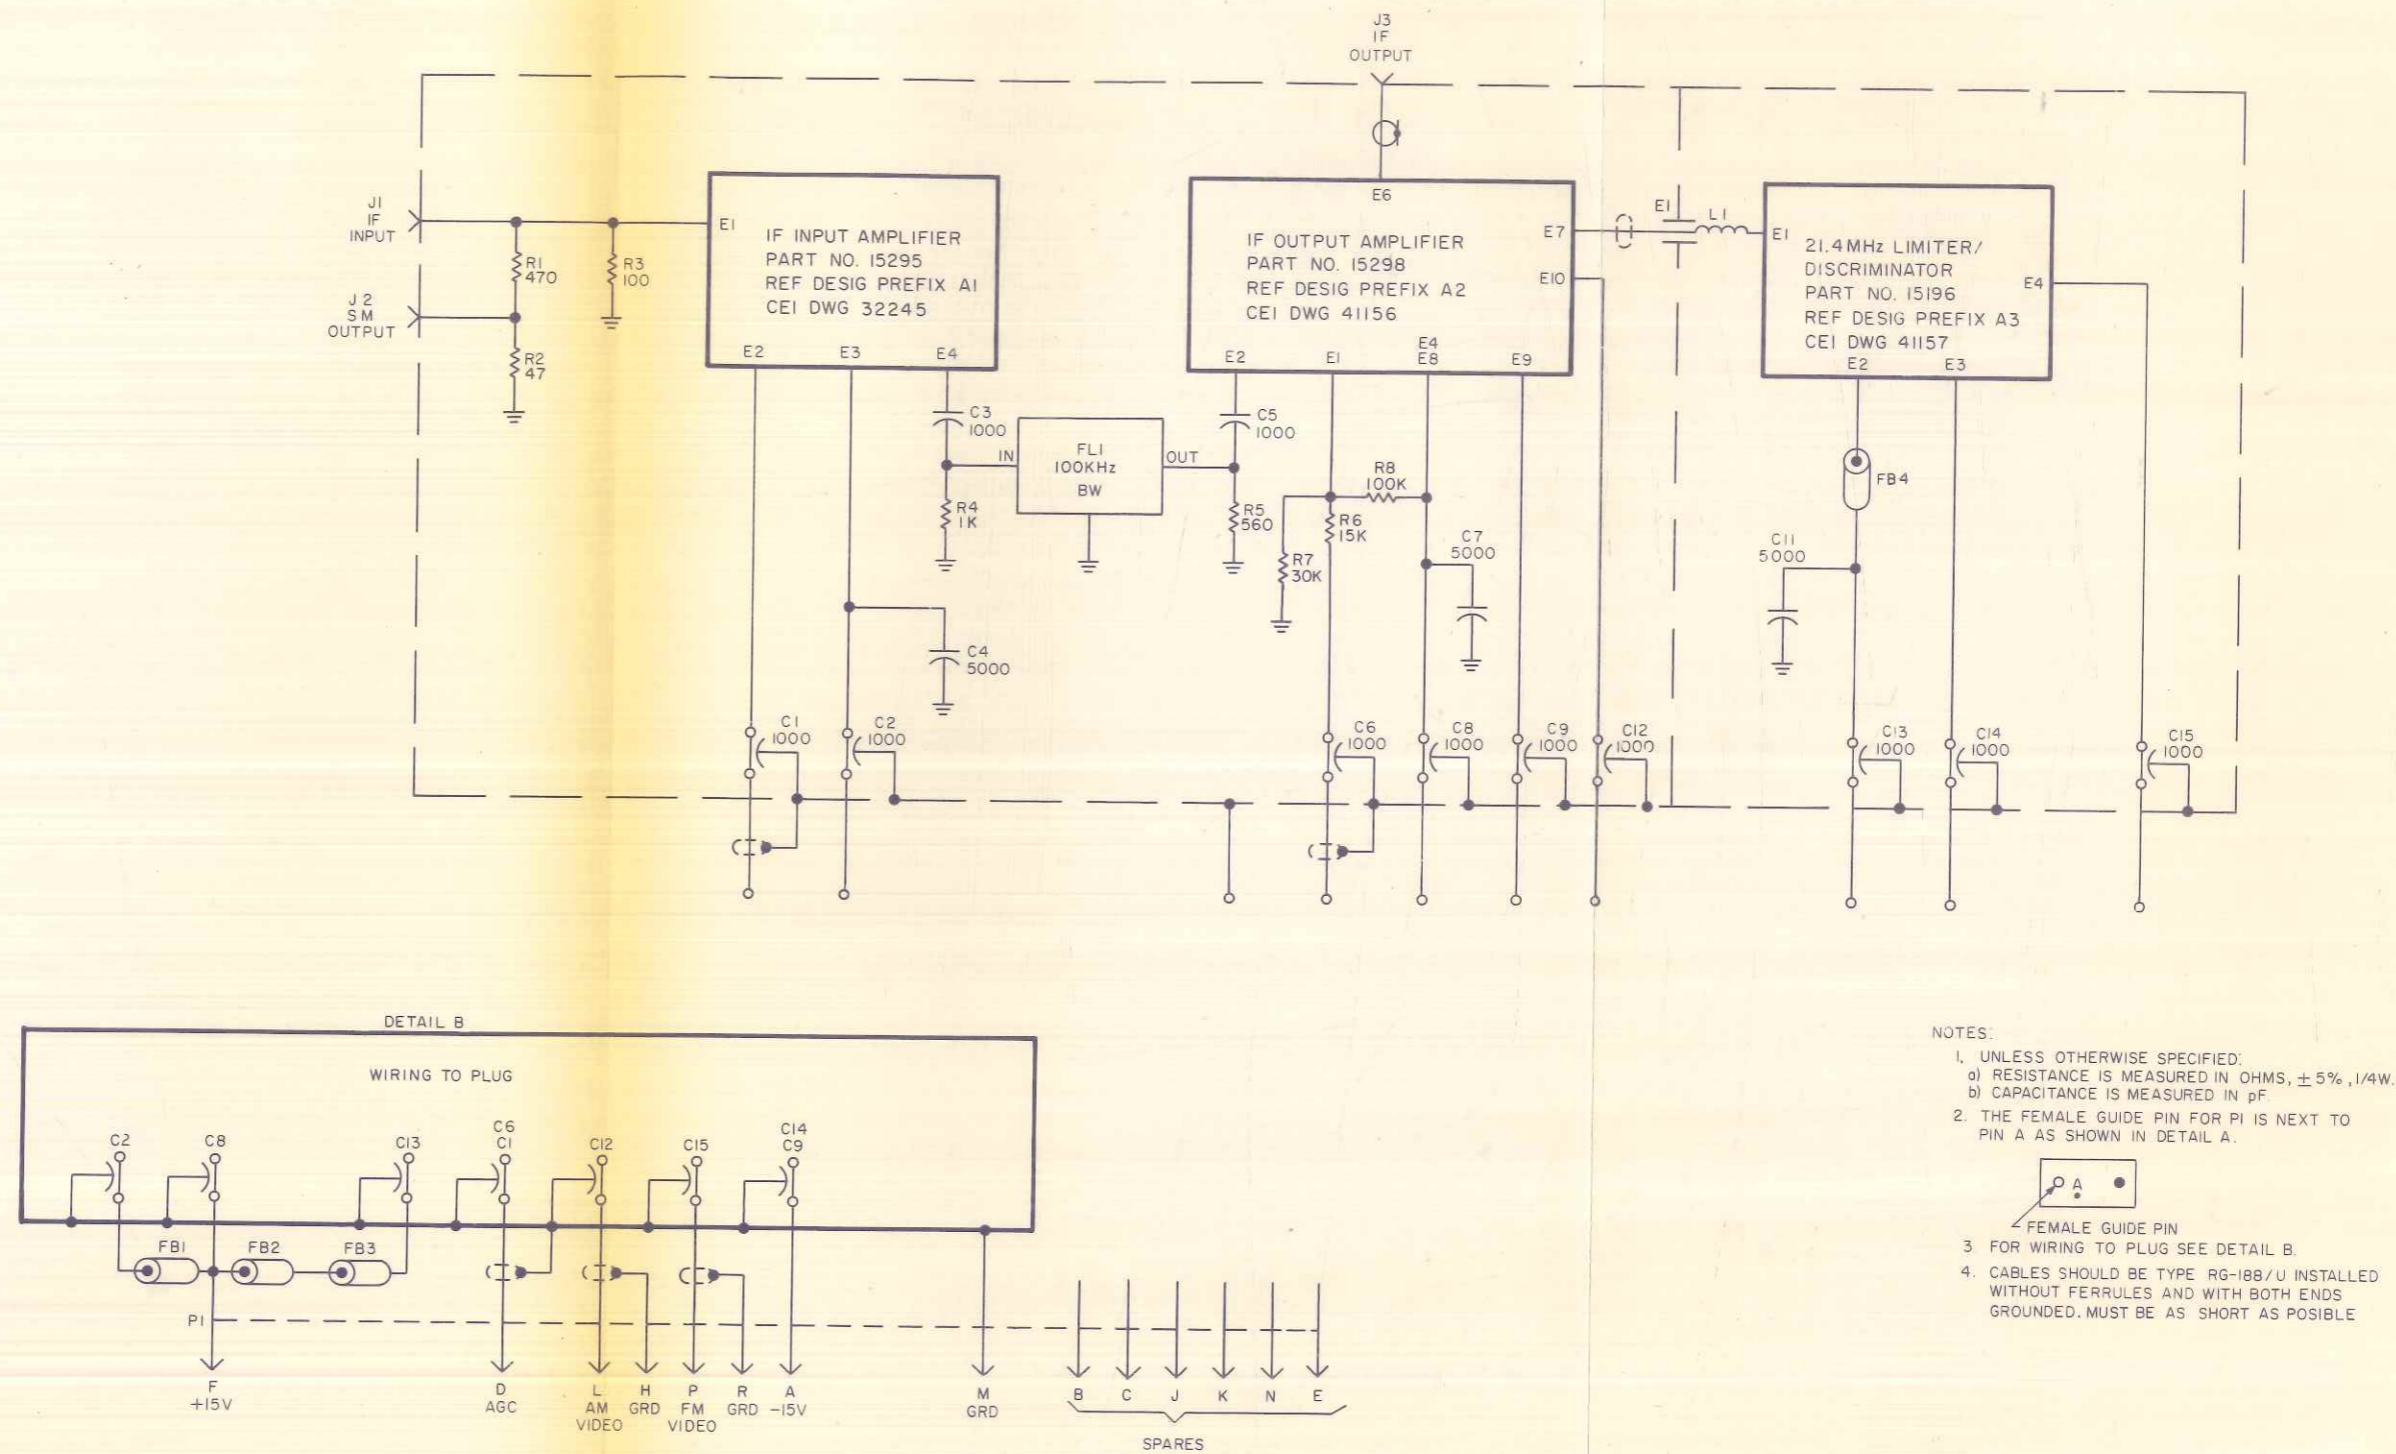 J3
IF
OUTPUT
J1
IF
INPUT
J2
SM
OUTPUT
R1
470
R2
47
R3
100
E1
IF INPUT AMPLIFIER
PART NO. 15295
REF DESIG PREFIX A1
CEI DWG 32245
E2
E3
E4
C3
1000
R4
1K
IN
FL1
100KHz
BW
OUT
C4
5000
C1
1000
C2
1000
E6
IF OUTPUT AMPLIFIER
PART NO. 15298
REF DESIG PREFIX A2
CEI DWG 41156
E7
E10
E2
E1
E4
E8
E9
C5
1000
R5
560
R8
100K
R6
15K
R7
30K
C7
5000
C6
1000
C8
1000
C9
1000
C12
1000
E1
L1
E1
21.4MHz LIMITER/
DISCRIMINATOR
PART NO. 15196
REF DESIG PREFIX A3
CEI DWG 41157
E4
E2
E3
FB4
C11
5000
C13
1000
C14
1000
C15
1000
DETAIL B
WIRING TO PLUG
C2
C8
C13
C6
C1
C12
C15
C14
C9
FB1
FB2
FB3
P1
F
+15V
D
AGC
L
AM
VIDEO
H
GRD
P
FM
VIDEO
R
GRD
A
-15V
M
GRD
B
C
J
K
N
E
SPARES
NOTES:
1. UNLESS OTHERWISE SPECIFIED:
a) RESISTANCE IS MEASURED IN OHMS, ±5%, 1/4W.
b) CAPACITANCE IS MEASURED IN pF.
2. THE FEMALE GUIDE PIN FOR P1 IS NEXT TO
PIN A AS SHOWN IN DETAIL A.
A
FEMALE GUIDE PIN
3 FOR WIRING TO PLUG SEE DETAIL B.
4. CABLES SHOULD BE TYPE RG-188/U INSTALLED
WITHOUT FERRULES AND WITH BOTH ENDS
GROUNDED. MUST BE AS SHORT AS POSIBLE